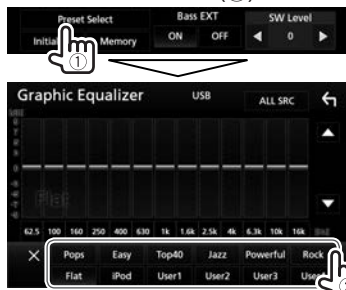 Preset Select Bass EXT SW Level
Memory ON OFF 0
①
Graphic Equalizer USB ALL SRC
Flat
62.5 100 160 250 400 630 1k 1.6k 2.5k 4k 6.3k 10k 16k
Pops Easy Top40 Jazz Powerful Rock
Flat iPod User1 User2 User3